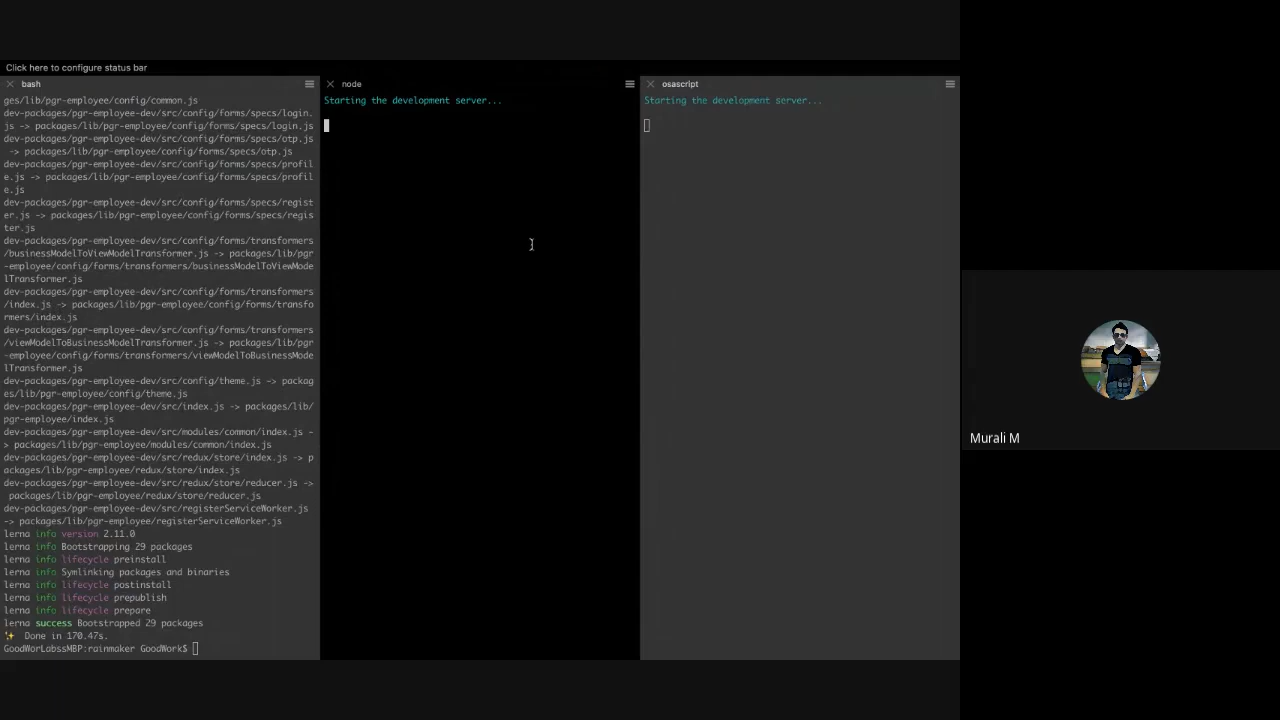 Click here to configure status bar
bash
ges/lib/pgr-employee/config/common.js
dev-packages/pgr-employee-dev/src/config/forms/specs/login.
js -> packages/lib/pgr-employee/config/forms/specs/login.js
dev-packages/pgr-employee-dev/src/config/forms/specs/otp.js
-> packages/lib/pgr-employee/config/forms/specs/otp.js
dev-packages/pgr-employee-dev/src/config/forms/specs/profil
e.js -> packages/lib/pgr-employee/config/forms/specs/profil
e.js
dev-packages/pgr-employee-dev/src/config/forms/specs/regist
er.js -> packages/lib/pgr-employee/config/forms/specs/regis
ter.js
dev-packages/pgr-employee-dev/src/config/forms/transformers
/businessModelToViewModelTransformer.js -> packages/lib/pgr
-employee/config/forms/transformers/businessModelToViewMode
lTransformer.js
dev-packages/pgr-employee-dev/src/config/forms/transformers
/index.js -> packages/lib/pgr-employee/config/forms/transfo
rmers/index.js
dev-packages/pgr-employee-dev/src/config/forms/transformers
/viewModelToBusinessModelTransformer.js -> packages/lib/pgr
-employee/config/forms/transformers/viewModelToBusinessMode
lTransformer.js
dev-packages/pgr-employee-dev/src/config/theme.js -> packag
es/lib/pgr-employee/config/theme.js
dev-packages/pgr-employee-dev/src/index.js -> packages/lib/
pgr-employee/index.js
dev-packages/pgr-employee-dev/src/modules/common/index.js -
> packages/lib/pgr-employee/modules/common/index.js
dev-packages/pgr-employee-dev/src/redux/store/index.js -> p
ackages/lib/pgr-employee/redux/store/index.js
dev-packages/pgr-employee-dev/src/redux/store/reducer.js ->
packages/lib/pgr-employee/redux/store/reducer.js
dev-packages/pgr-employee-dev/src/registerServiceWorker.js
-> packages/lib/pgr-employee/registerServiceWorker.js
lerna info version 2.11.0
lerna info Bootstrapping 29 packages
lerna info lifecycle preinstall
lerna info Symlinking packages and binaries
lerna info lifecycle postinstall
lerna info lifecycle prepublish
lerna info lifecycle prepare
lerna success Bootstrapped 29 packages
✨ Done in 170.47s.
GoodWorLabssMBP:rainmaker GoodWork$
node
Starting the development server...
osascript
Starting the development server...
Murali M